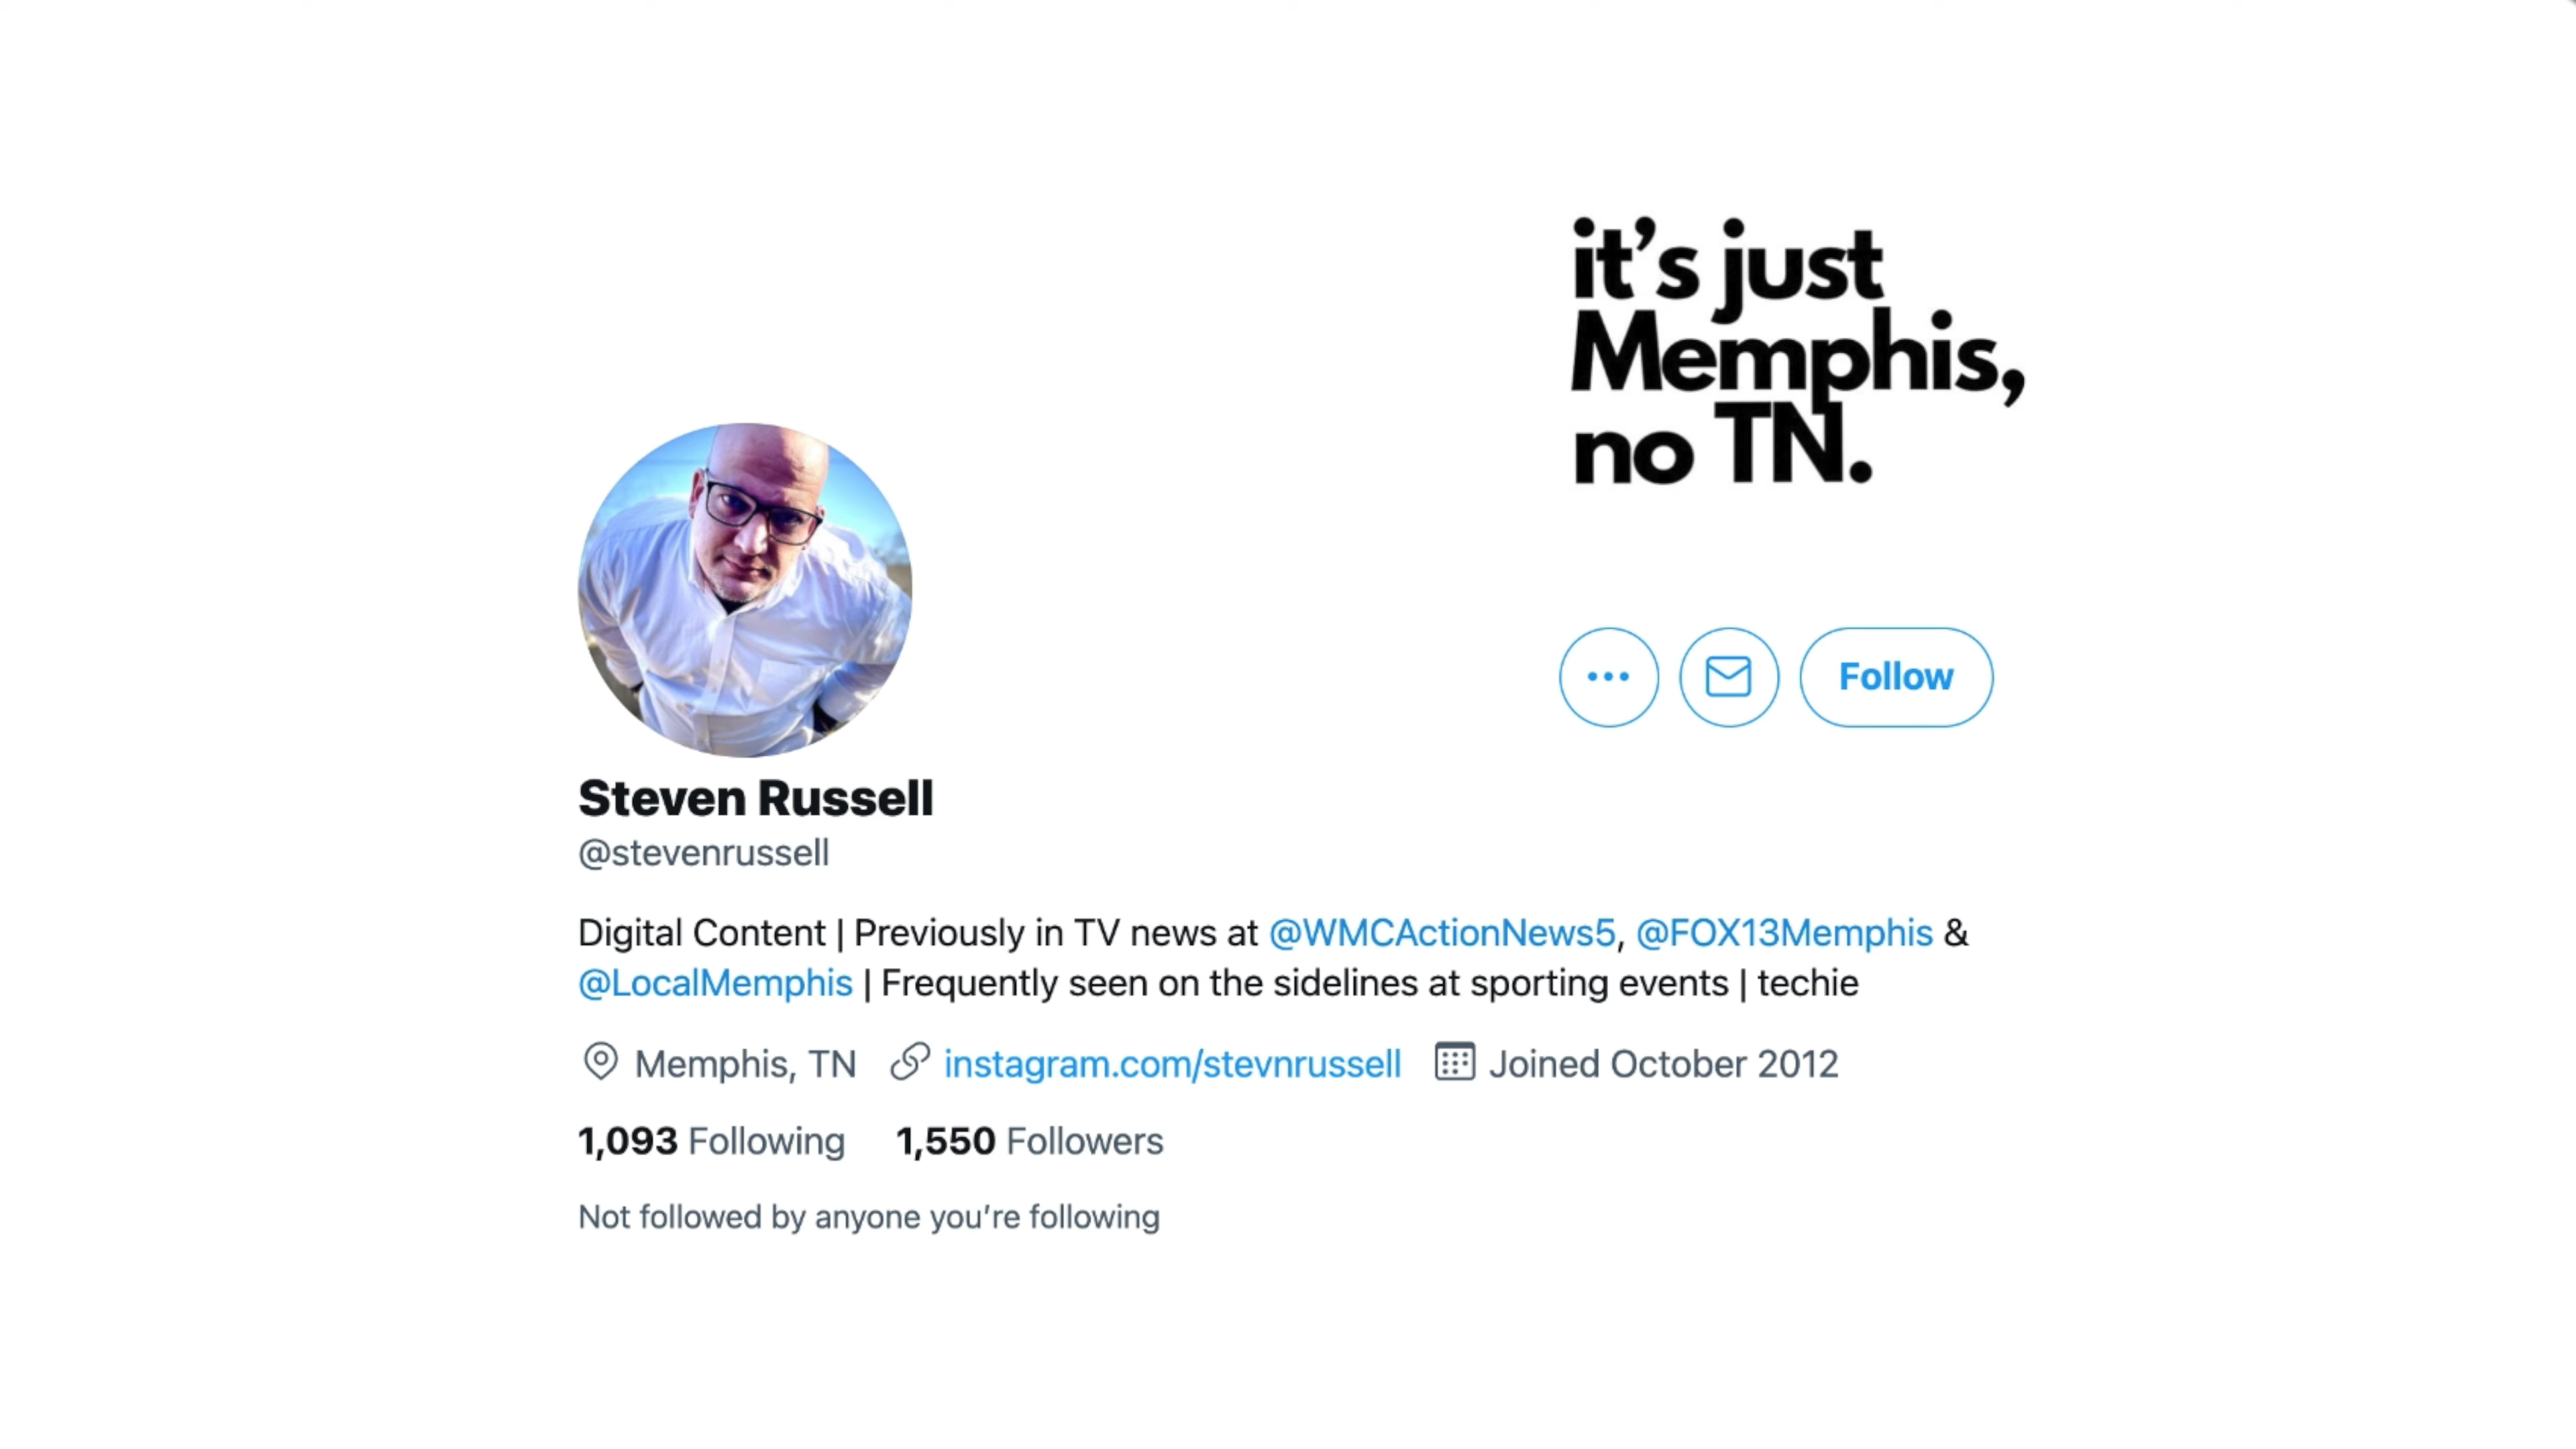 it’s just
Memphis,
no TN.
Follow
Steven Russell
@stevenrussell
Digital Content | Previously in TV news at @WMCActionNews5, @FOX13Memphis &
@LocalMemphis | Frequently seen on the sidelines at sporting events | techie
Memphis, TN instagram.com/stevnrussell Joined October 2012
1,093 Following 1,550 Followers
Not followed by anyone you’re following